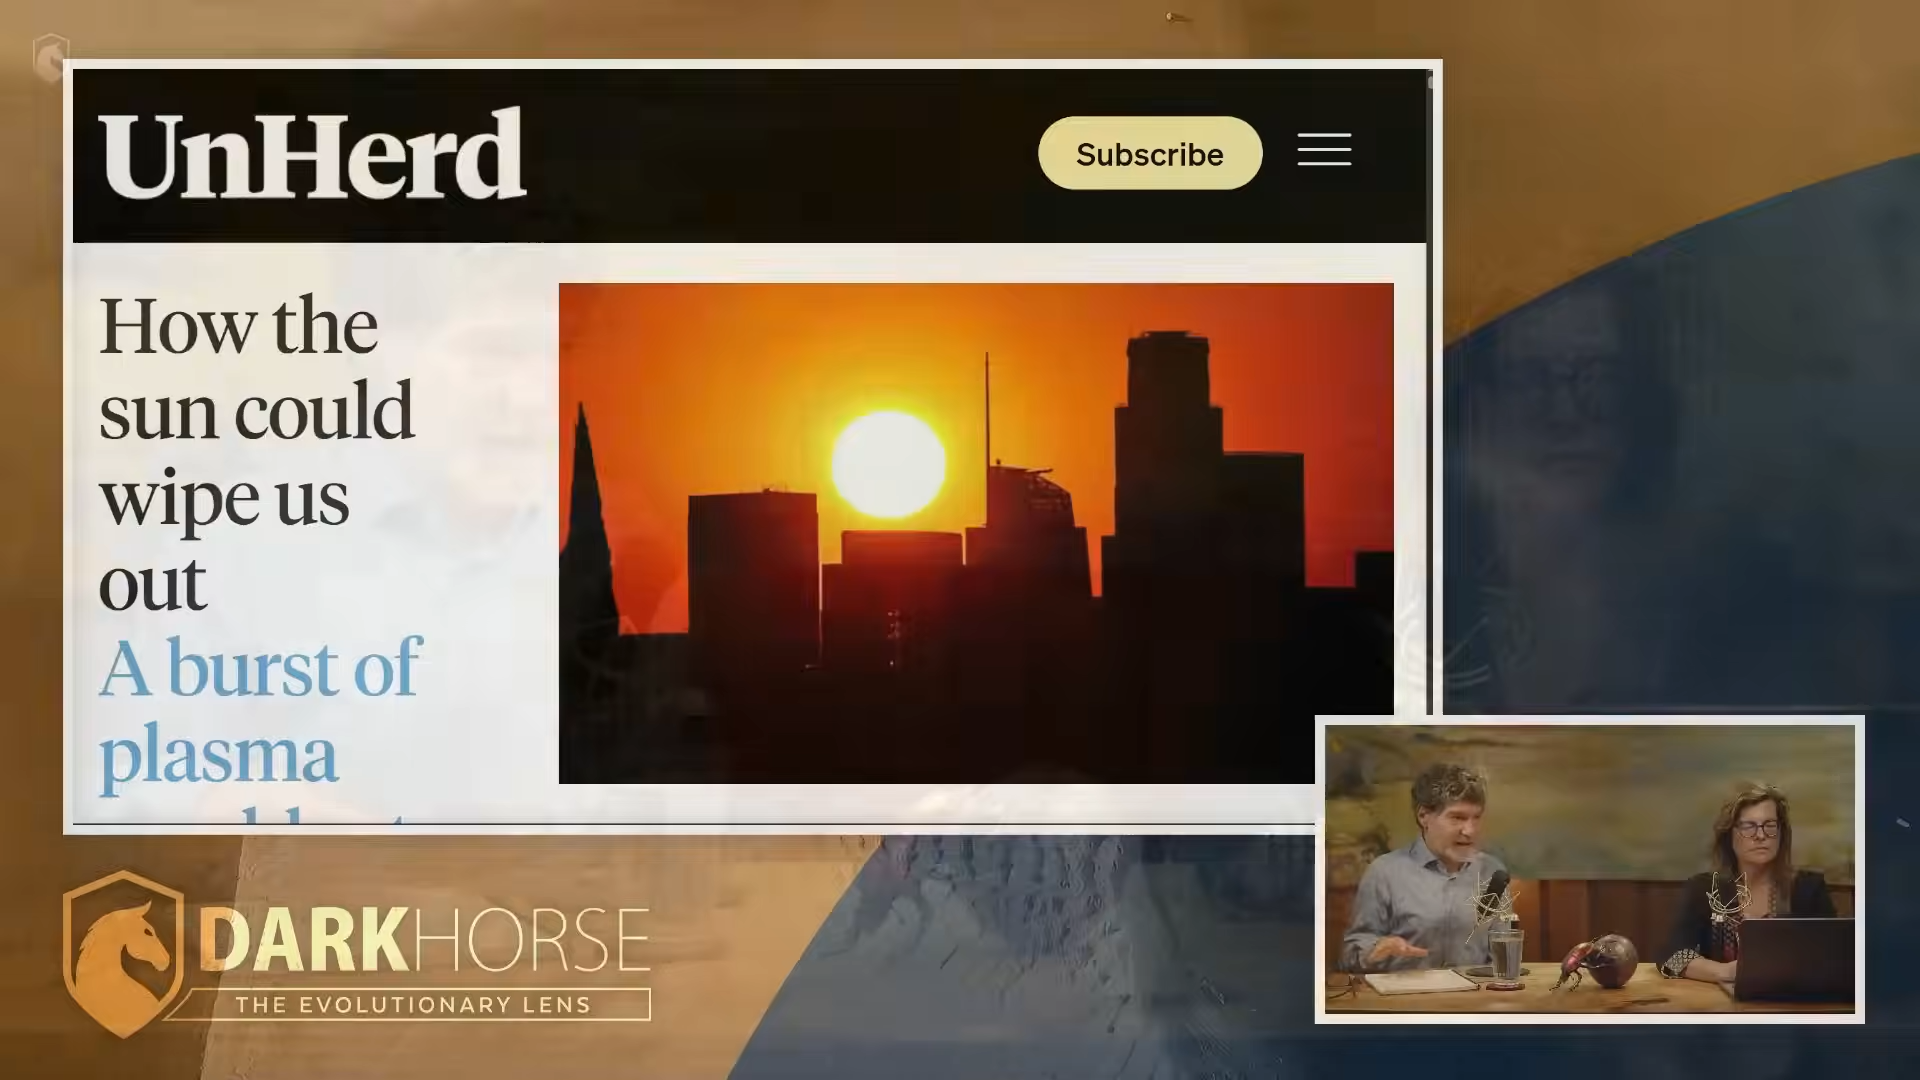 UnHerd
Subscribe
How the
sun could
wipe us
out
A burst of
plasma
DARKHORSE
THE EVOLUTIONARY LENS